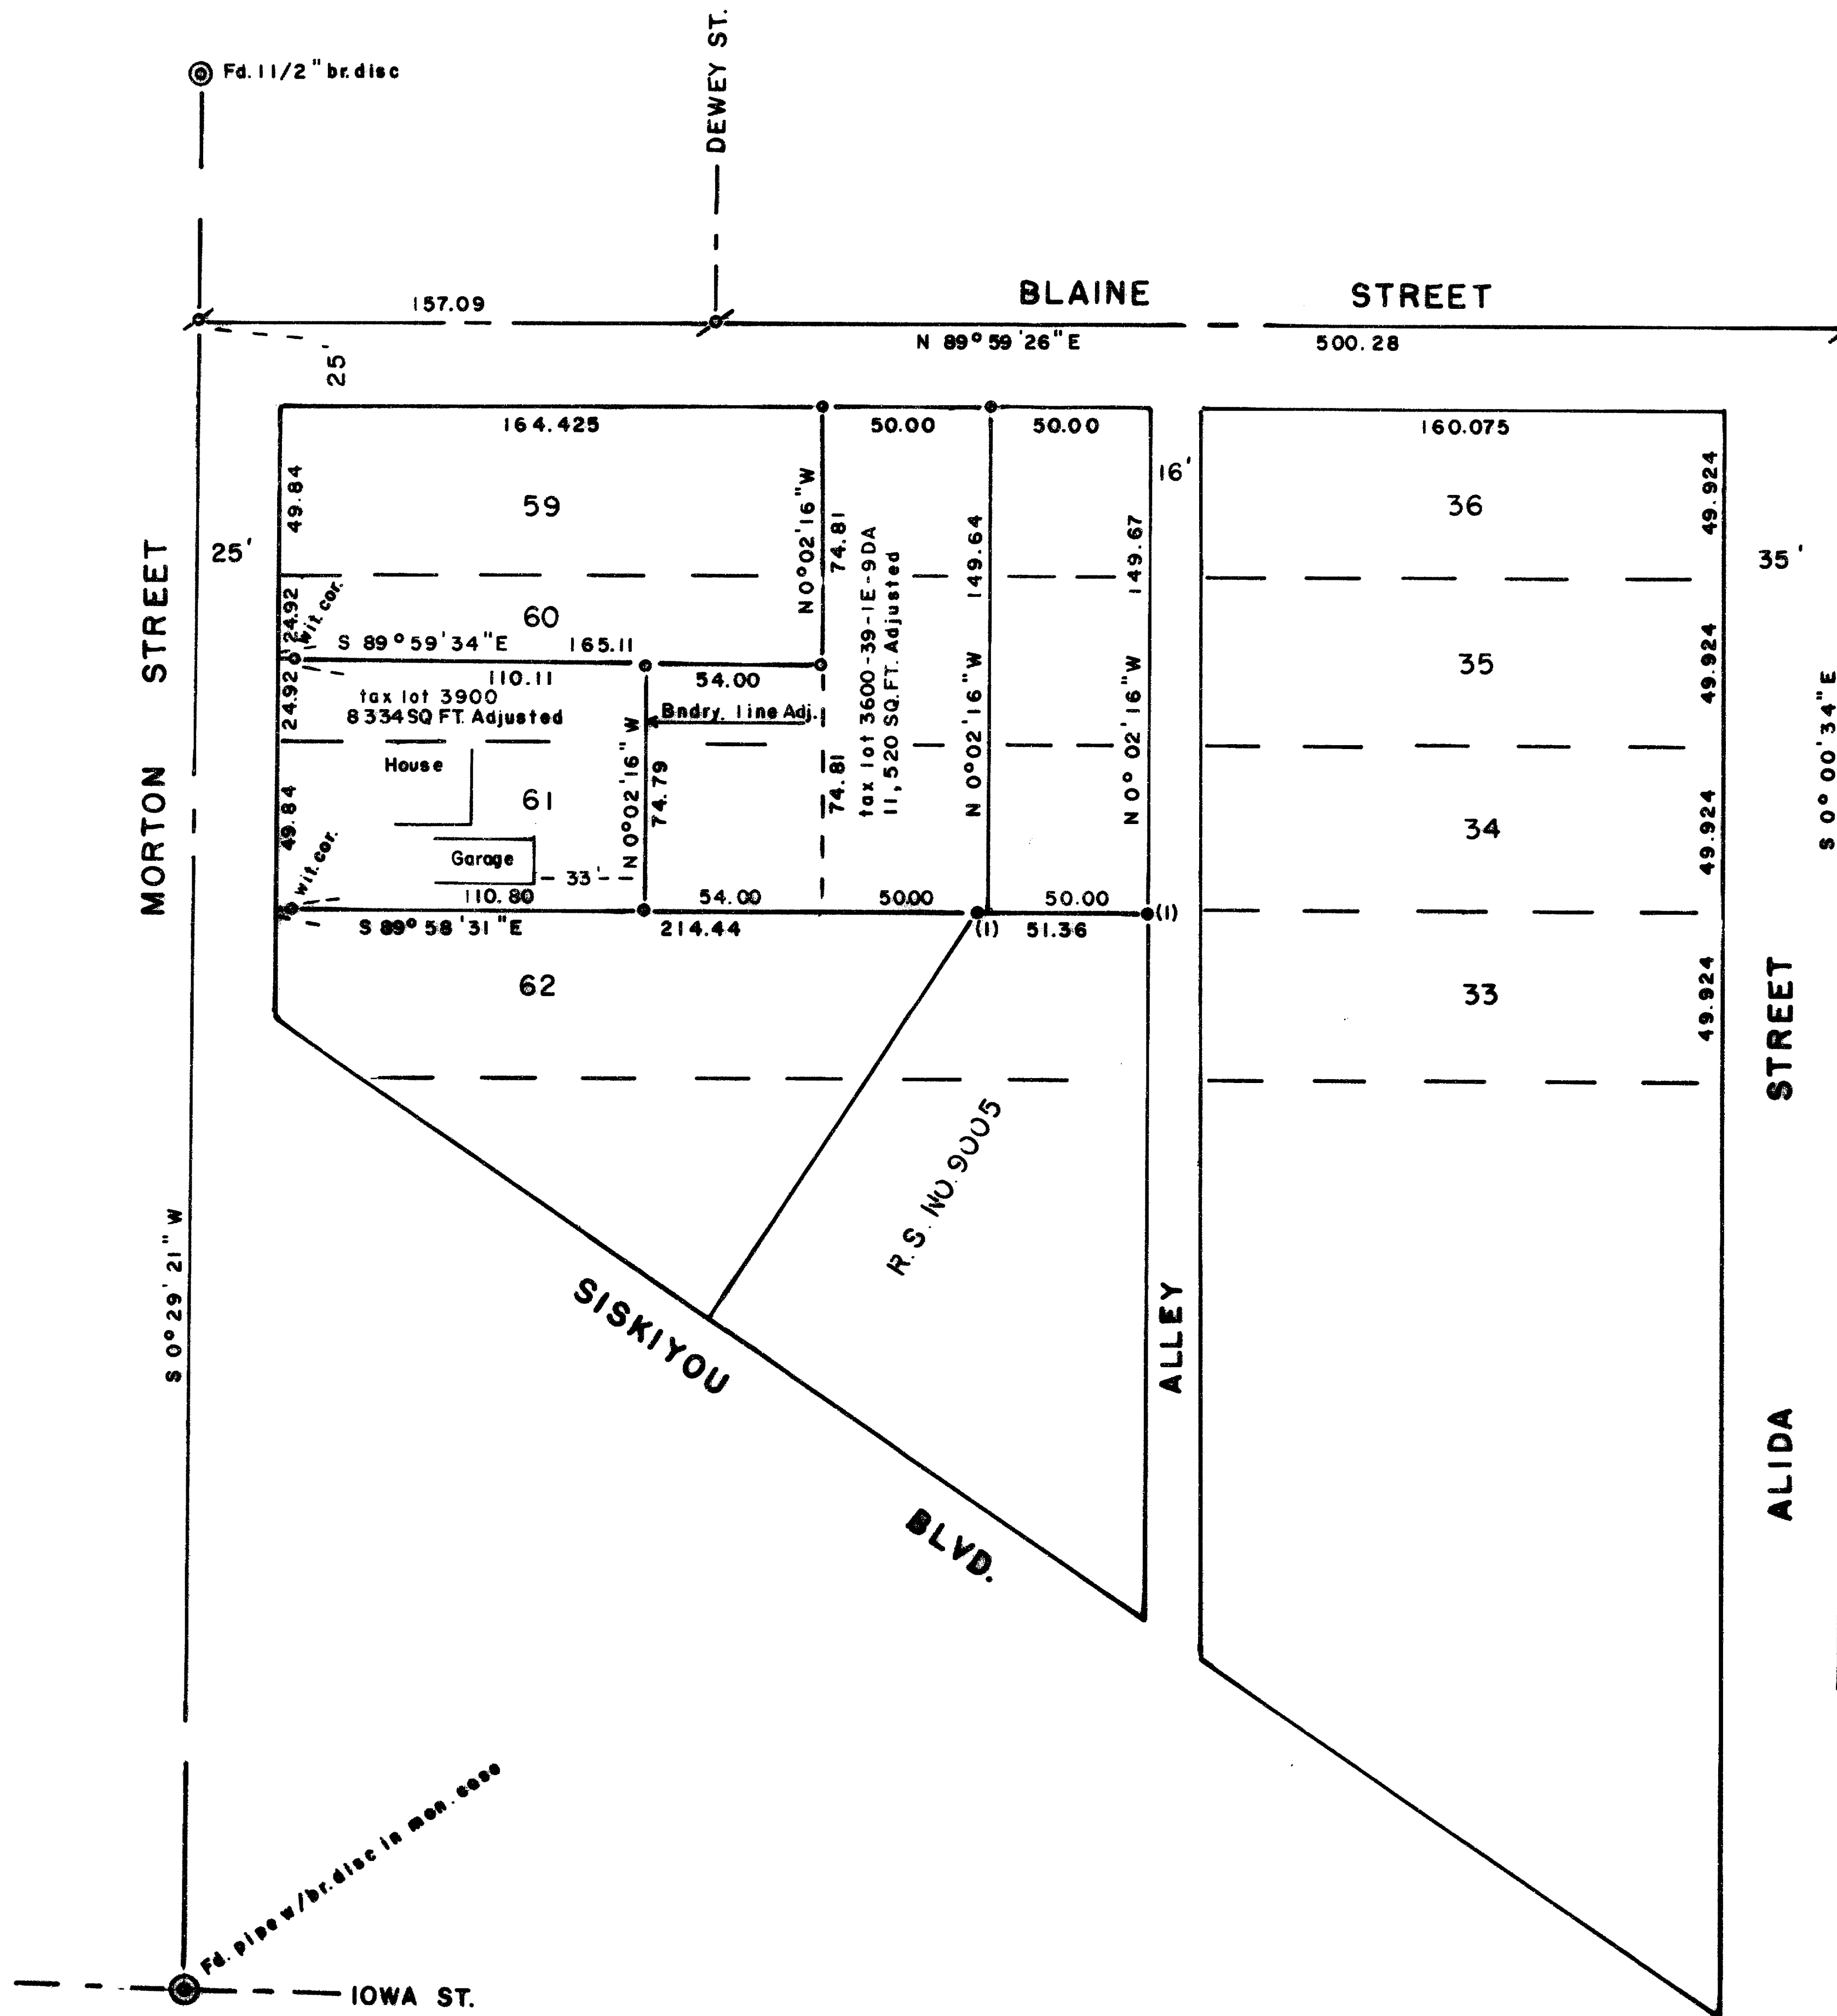 DEWEY ST.
Fd. 1 1/2" br. disc
157.09
BLAINE STREET
N 89° 59' 26" E
500.28
25'
164.425
50.00
50.00
160.075
16'
49.84
59
N 0° 02' 16" W
74.81
149.64
149.67
36
49.924
25'
35'
MORTON STREET
24.92
wit. cor.
60
S 89° 59' 34" E
165.11
110.11
54.00
tax lot 3600-39-1E-9DA
11,520 SQ. FT. Adjusted
N 0° 02' 16" W
N 0° 02' 16" W
35
49.924
S 0° 00' 34" E
24.92
tax lot 3900
8334 SQ FT. Adjusted
Bndry. line Adj.
House
61
N 0° 02' 16" W
74.79
74.81
34
49.924
49.84
wit. cor.
Garage
33'
110.80
54.00
50.00
50.00
(1)
S 89° 58' 31" E
214.44
(1)
51.36
62
33
49.924
STREET
R. S. NO. 9005
S 0° 29' 21" W
SISKIYOU
ALLEY
ALIDA
BLVD.
Fd. pipe w/br. disc in mon. case
IOWA ST.